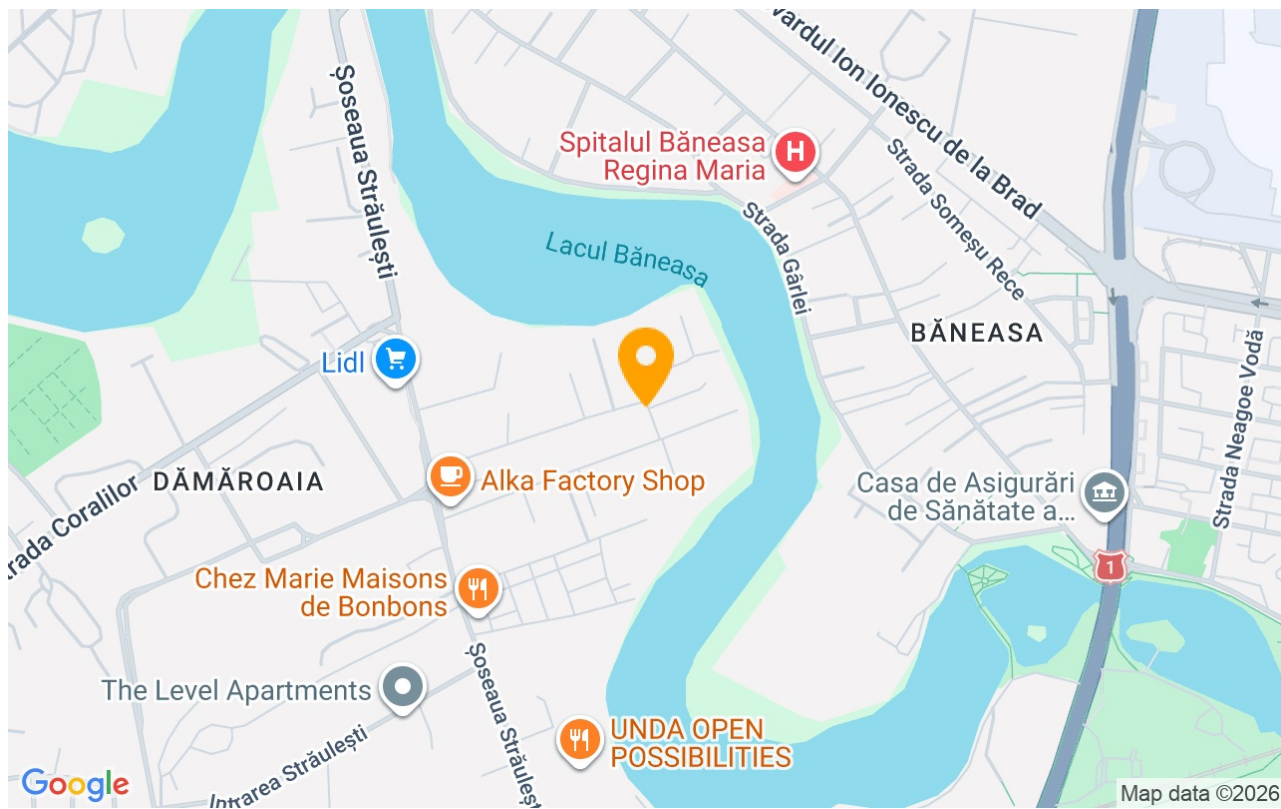 Bulevardul Ion Ionescu de la Brad
Șoseaua Străulești
Spitalul Băneasa
Regina Maria
H
Strada Someșu Rece
Strada Gârlei
Lacul Băneasa
BĂNEASA
Lidl
Strada Neagoe Vodă
DĂMĂROAIA
Alka Factory Shop
Casa de Asigurări
de Sănătate a...
Strada Coralilor
1
Chez Marie Maisons
de Bonbons
Șoseaua Străulești
The Level Apartments
UNDA OPEN
POSSIBILITIES
Intrarea Străulești
Google
Map data ©2026